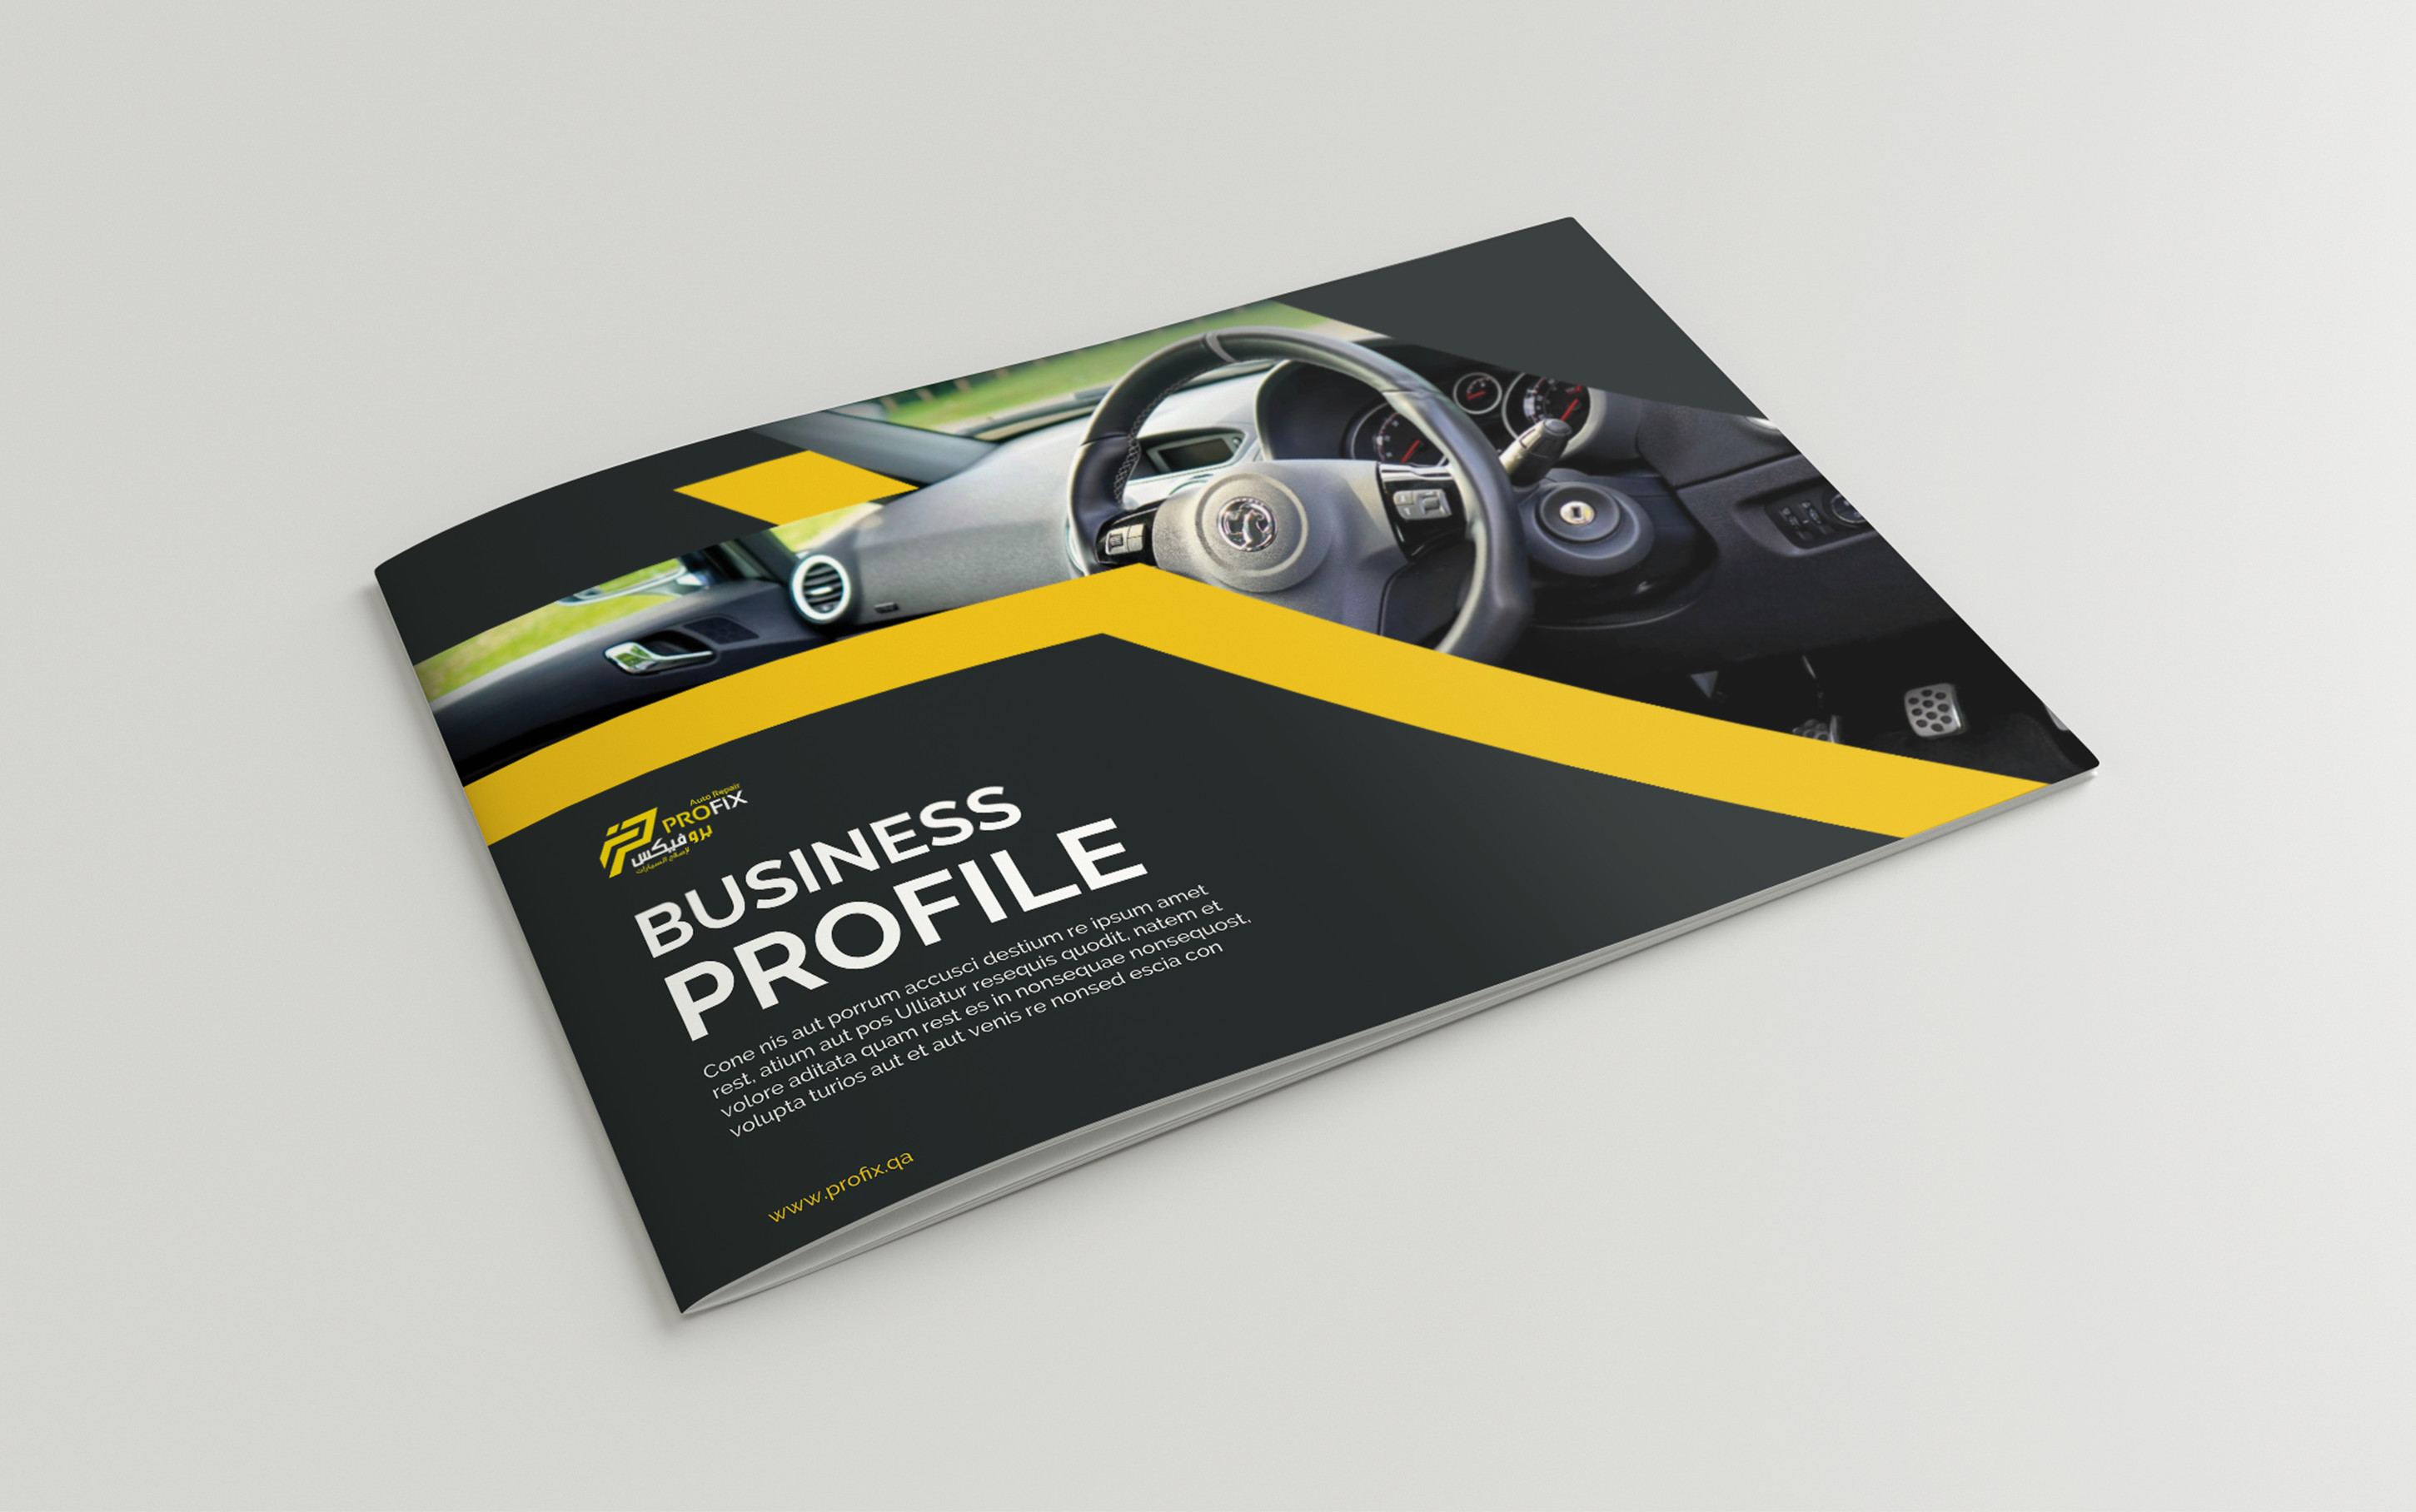 Auto Repair
PROFIX
بروفيكس
لإصلاح السيارات
BUSINESS
PROFILE
Cone nis aut porrum accusci destium re ipsum amet
rest, atium aut pos Ulliatur resequis quodit, natem et
volore aditata quam rest es in nonsequae nonsequost,
volupta turios aut et aut venis re nonsed escia con
www.profix.qa